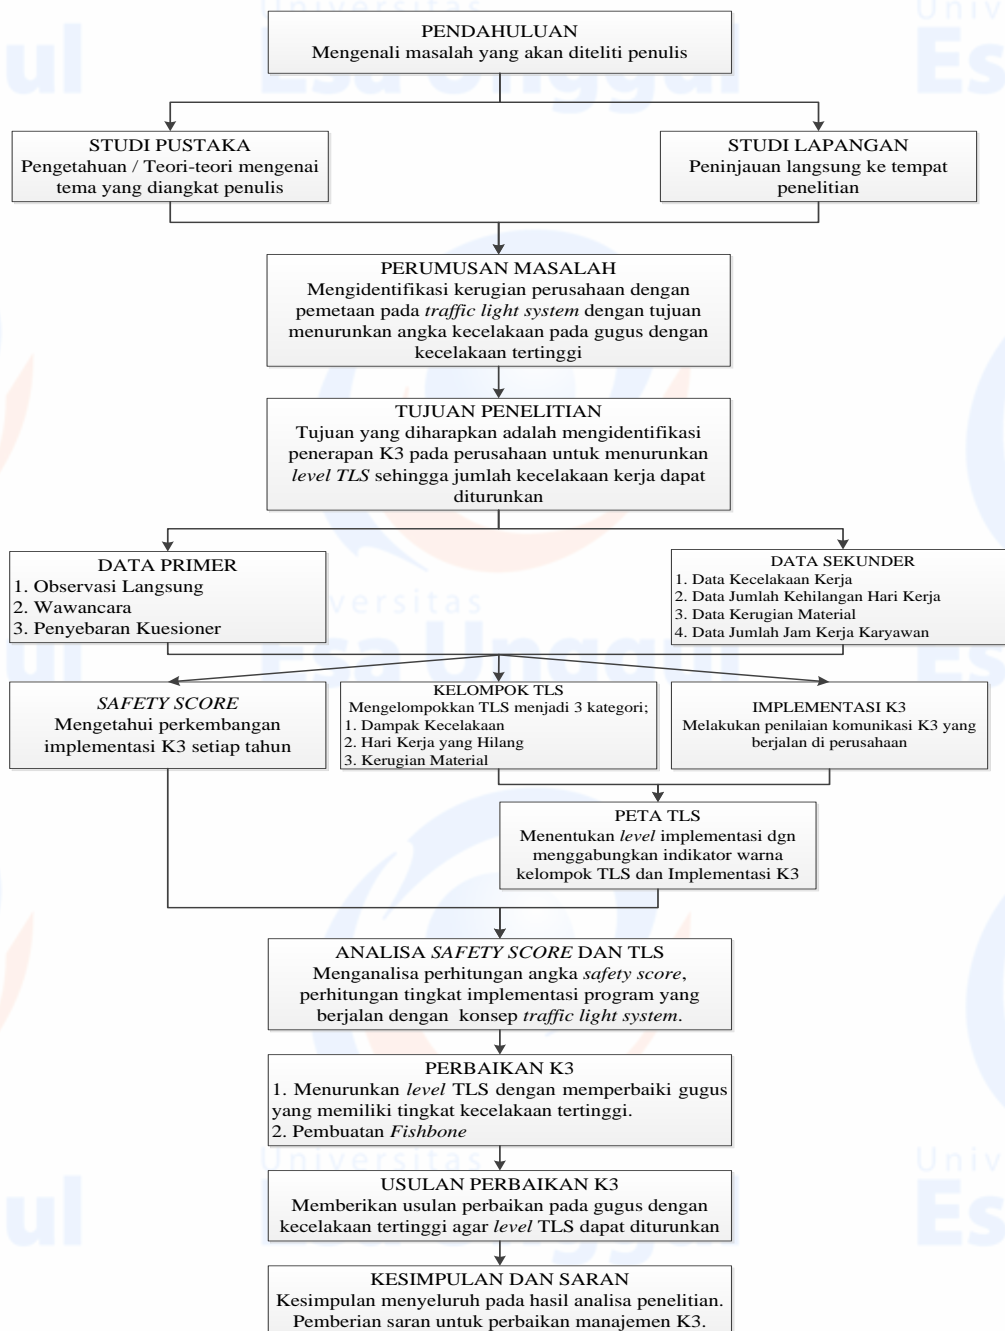 PENDAHULUAN
Mengenali masalah yang akan diteliti penulis
STUDI PUSTAKA
Pengetahuan / Teori-teori mengenai
tema yang diangkat penulis
STUDI LAPANGAN
Peninjauan langsung ke tempat
penelitian
PERUMUSAN MASALAH
Mengidentifikasi kerugian perusahaan dengan
pemetaan pada traffic light system dengan tujuan
menurunkan angka kecelakaan pada gugus dengan
kecelakaan tertinggi
TUJUAN PENELITIAN
Tujuan yang diharapkan adalah mengidentifikasi
penerapan K3 pada perusahaan untuk menurunkan
level TLS sehingga jumlah kecelakaan kerja dapat
diturunkan
DATA PRIMER
1. Observasi Langsung
2. Wawancara
3. Penyebaran Kuesioner
DATA SEKUNDER
1. Data Kecelakaan Kerja
2. Data Jumlah Kehilangan Hari Kerja
3. Data Kerugian Material
4. Data Jumlah Jam Kerja Karyawan
SAFETY SCORE
Mengetahui perkembangan
implementasi K3 setiap tahun
KELOMPOK TLS
Mengelompokkan TLS menjadi 3 kategori;
1. Dampak Kecelakaan
2. Hari Kerja yang Hilang
3. Kerugian Material
IMPLEMENTASI K3
Melakukan penilaian komunikasi K3 yang
berjalan di perusahaan
PETA TLS
Menentukan level implementasi dgn
menggabungkan indikator warna
kelompok TLS dan Implementasi K3
ANALISA SAFETY SCORE DAN TLS
Menganalisa perhitungan angka safety score,
perhitungan tingkat implementasi program yang
berjalan dengan konsep traffic light system.
PERBAIKAN K3
1. Menurunkan level TLS dengan memperbaiki gugus
yang memiliki tingkat kecelakaan tertinggi.
2. Pembuatan Fishbone
USULAN PERBAIKAN K3
Memberikan usulan perbaikan pada gugus dengan
kecelakaan tertinggi agar level TLS dapat diturunkan
KESIMPULAN DAN SARAN
Kesimpulan menyeluruh pada hasil analisa penelitian.
Pemberian saran untuk perbaikan manajemen K3.
Universitas
Esa Unggul